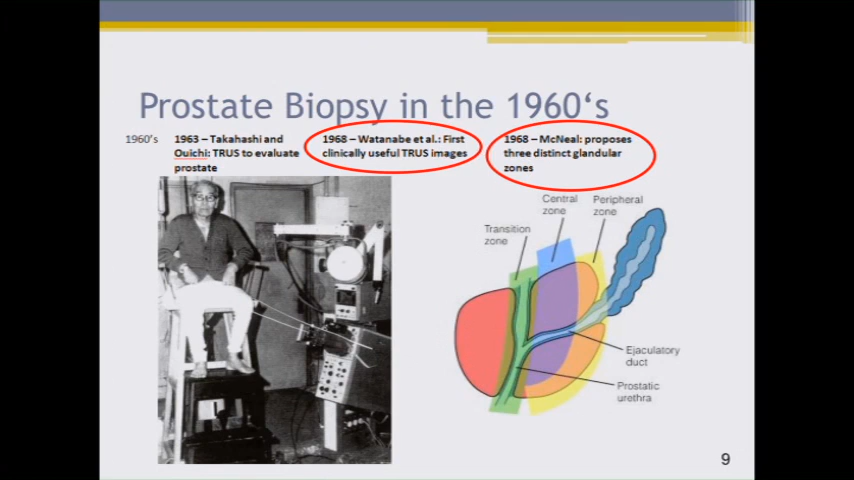 Prostate Biopsy in the 1960‘s
1960’s
1963 – Takahashi and
Ouichi: TRUS to evaluate
prostate
1968 – Watanabe et al.: First
clinically useful TRUS images
1968 – McNeal: proposes
three distinct glandular
zones
Central
zone
Peripheral
zone
Transition
zone
Ejaculatory
duct
Prostatic
urethra
9